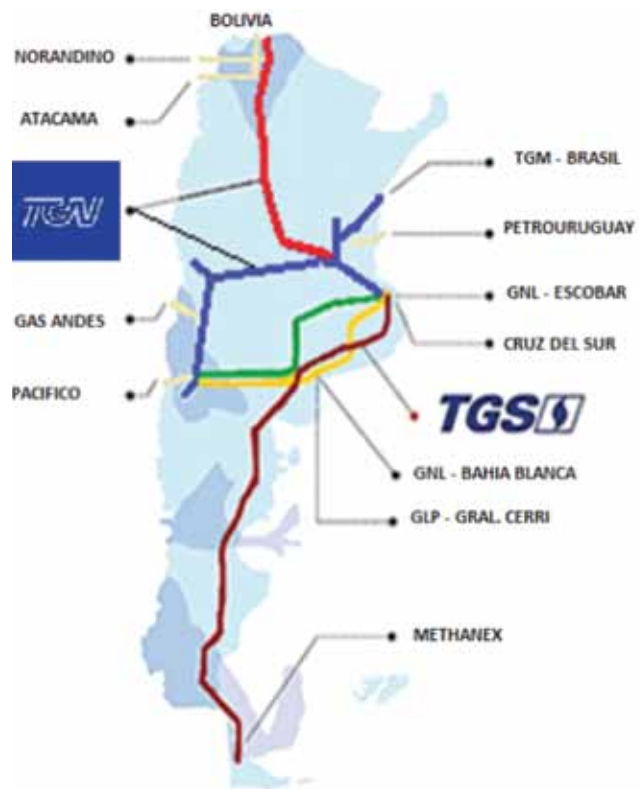 BOLIVIA
NORANDINO
ATACAMA
TGM - BRASIL
TGN
PETROURUGUAY
GNL - ESCOBAR
GAS ANDES
CRUZ DEL SUR
PACIFICO
TGS
GNL - BAHIA BLANCA
GLP - GRAL. CERRI
METHANEX